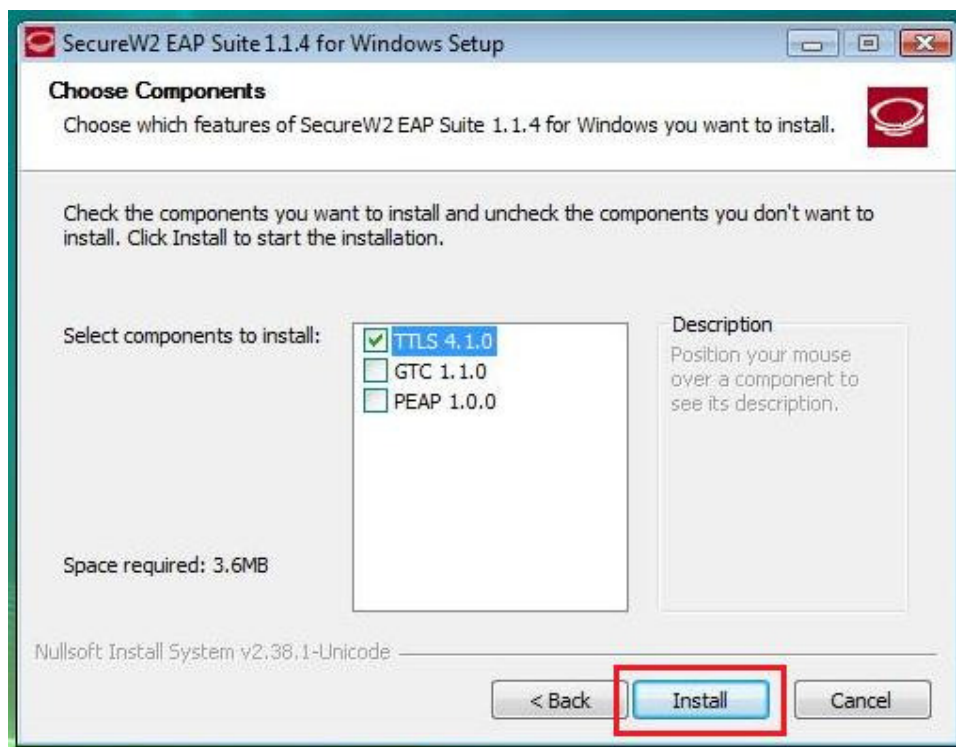 SecureW2 EAP Suite 1.1.4 for Windows Setup
Choose Components
Choose which features of SecureW2 EAP Suite 1.1.4 for Windows you want to install.
Check the components you want to install and uncheck the components you don't want to
install. Click Install to start the installation.
Select components to install:
TTLS 4.1.0
GTC 1.1.0
PEAP 1.0.0
Description
Position your mouse
over a component to
see its description.
Space required: 3.6MB
Nullsoft Install System v2.38.1-Unicode
< Back
Install
Cancel